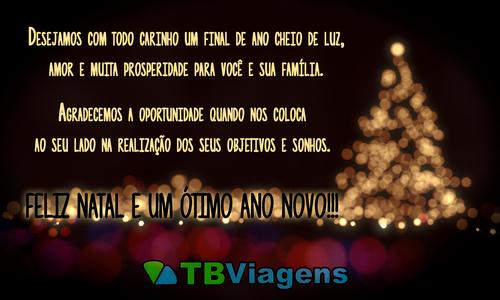 Desejamos com todo carinho um final de ano cheio de luz,
amor e muita prosperidade para você e sua família.
Agradecemos a oportunidade quando nos coloca
ao seu lado na realização dos seus objetivos e sonhos.
FELIZ NATAL E UM ÓTIMO ANO NOVO!!!
TBViagens